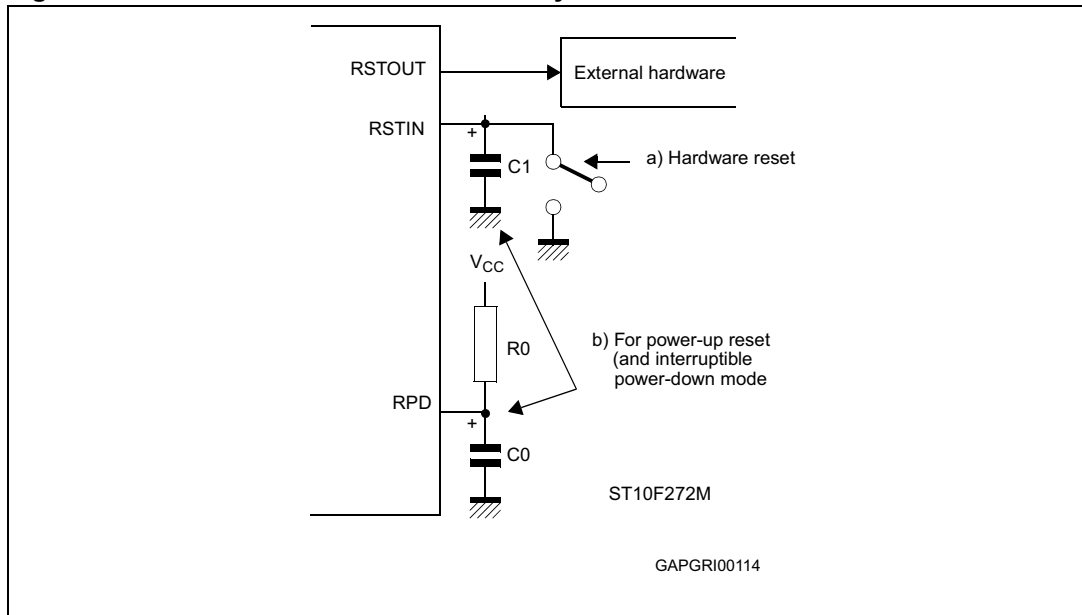 RSTOUT
External hardware
RSTIN
+
C1
a) Hardware reset
VCC
R0
b) For power-up reset
(and interruptible
power-down mode
RPD
+
C0
ST10F272M
GAPGRI00114